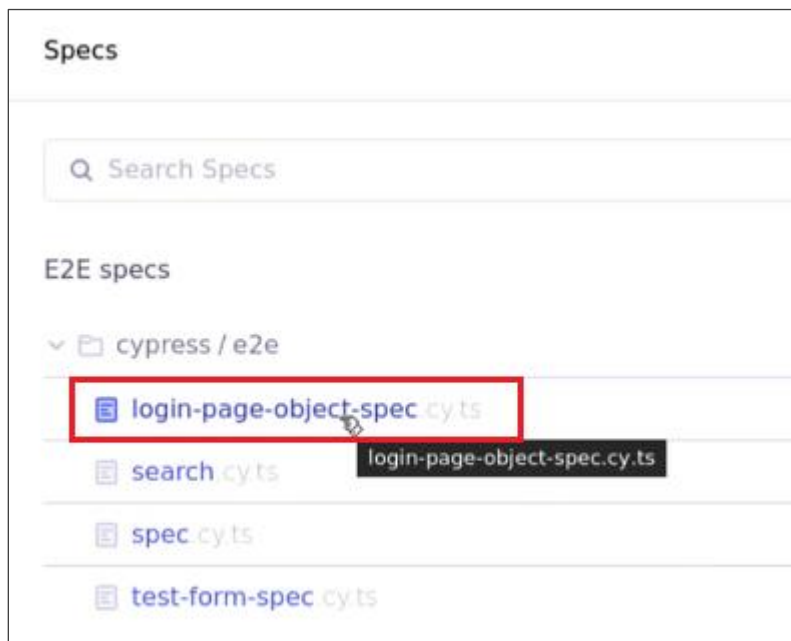 Specs
Search Specs
E2E specs
cypress / e2e
login-page-object-spec.cy.ts
login-page-object-spec.cy.ts
search.cy.ts
spec.cy.ts
test-form-spec.cy.ts